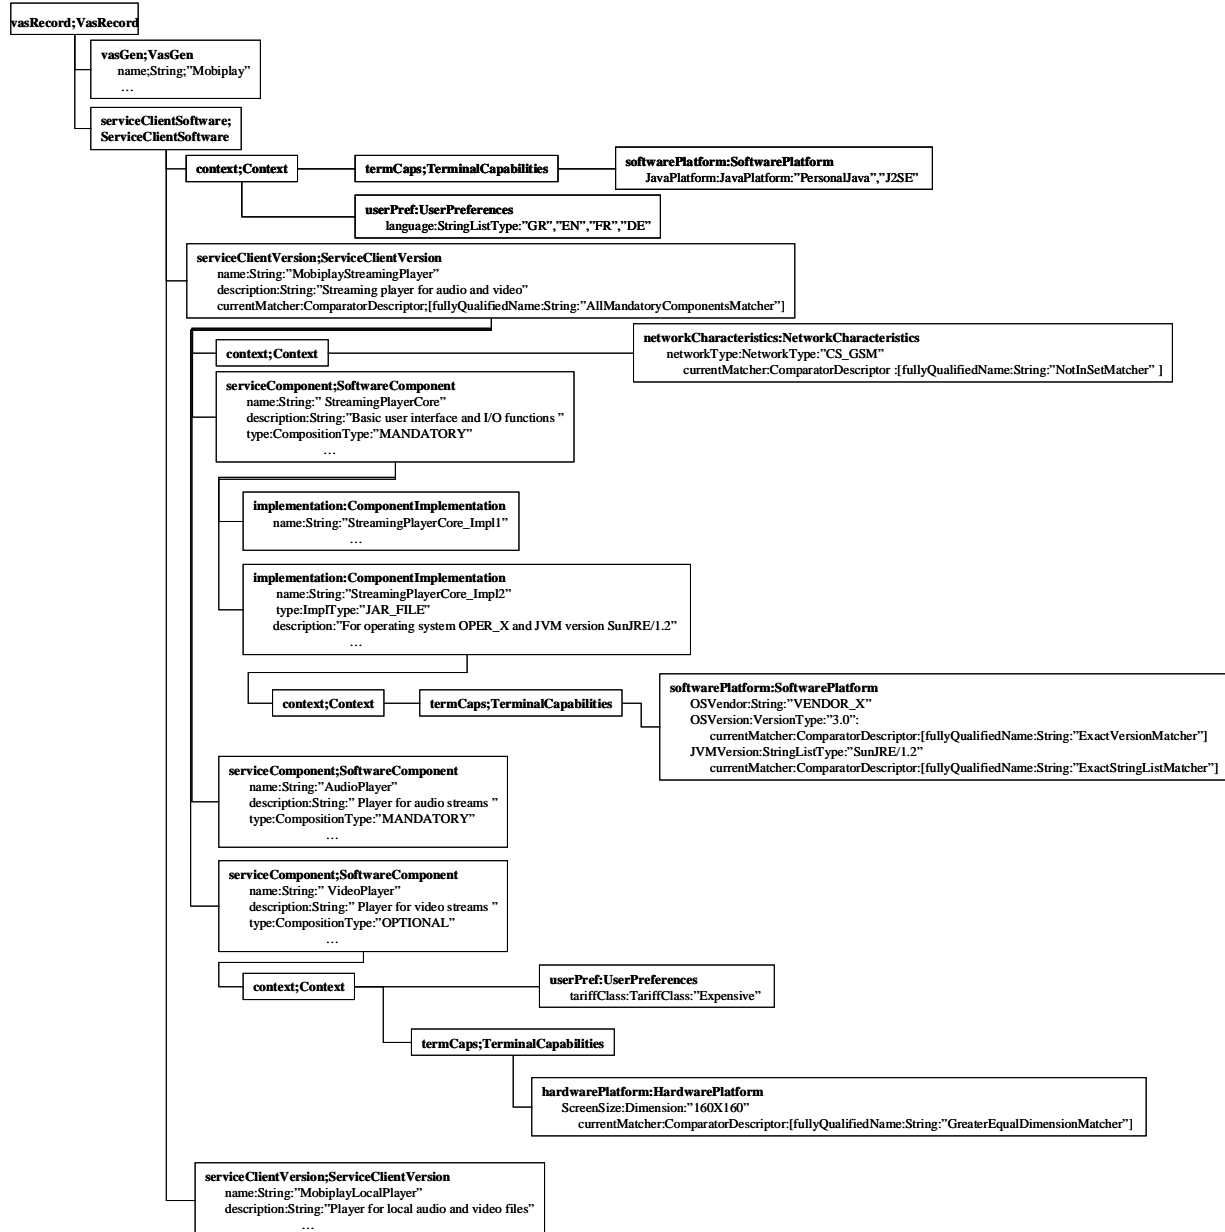 vasRecord;VasRecord
vasGen;VasGen
name;String;”Mobiplay”
…
serviceClientSoftware;
ServiceClientSoftware
context;Context
termCaps;TerminalCapabilities
softwarePlatform:SoftwarePlatform
JavaPlatform:JavaPlatform:”PersonalJava”,”J2SE”
userPref:UserPreferences
language:StringListType:”GR”,”EN”,”FR”,”DE”
serviceClientVersion;ServiceClientVersion
name:String:”MobiplayStreamingPlayer”
description:String:”Streaming player for audio and video”
currentMatcher:ComparatorDescriptor;[fullyQualifiedName:String:”AllMandatoryComponentsMatcher”]
context;Context
networkCharacteristics:NetworkCharacteristics
networkType:NetworkType:”CS_GSM”
currentMatcher:ComparatorDescriptor :[fullyQualifiedName:String:”NotInSetMatcher” ]
serviceComponent;SoftwareComponent
name:String:” StreamingPlayerCore”
description:String:”Basic user interface and I/O functions ”
type:CompositionType:”MANDATORY”
…
implementation:ComponentImplementation
name:String:”StreamingPlayerCore_Impl1”
…
implementation:ComponentImplementation
name:String:”StreamingPlayerCore_Impl2”
type:ImplType:”JAR_FILE”
description:”For operating system OPER_X and JVM version SunJRE/1.2”
…
context;Context
termCaps;TerminalCapabilities
softwarePlatform:SoftwarePlatform
OSVendor:String:”VENDOR_X”
OSVersion:VersionType:”3.0”:
currentMatcher:ComparatorDescriptor:[fullyQualifiedName:String:”ExactVersionMatcher”]
JVMVersion:StringListType:”SunJRE/1.2”
currentMatcher:ComparatorDescriptor:[fullyQualifiedName:String:”ExactStringListMatcher”]
serviceComponent;SoftwareComponent
name:String:”AudioPlayer”
description:String:” Player for audio streams ”
type:CompositionType:”MANDATORY”
…
serviceComponent;SoftwareComponent
name:String:” VideoPlayer”
description:String:” Player for video streams ”
type:CompositionType:”OPTIONAL”
…
context;Context
userPref:UserPreferences
tariffClass:TariffClass:”Expensive”
termCaps;TerminalCapabilities
hardwarePlatform:HardwarePlatform
ScreenSize:Dimension:”160X160”
currentMatcher:ComparatorDescriptor:[fullyQualifiedName:String:”GreaterEqualDimensionMatcher”]
serviceClientVersion;ServiceClientVersion
name:String:”MobiplayLocalPlayer”
description:String:”Player for local audio and video files”
…